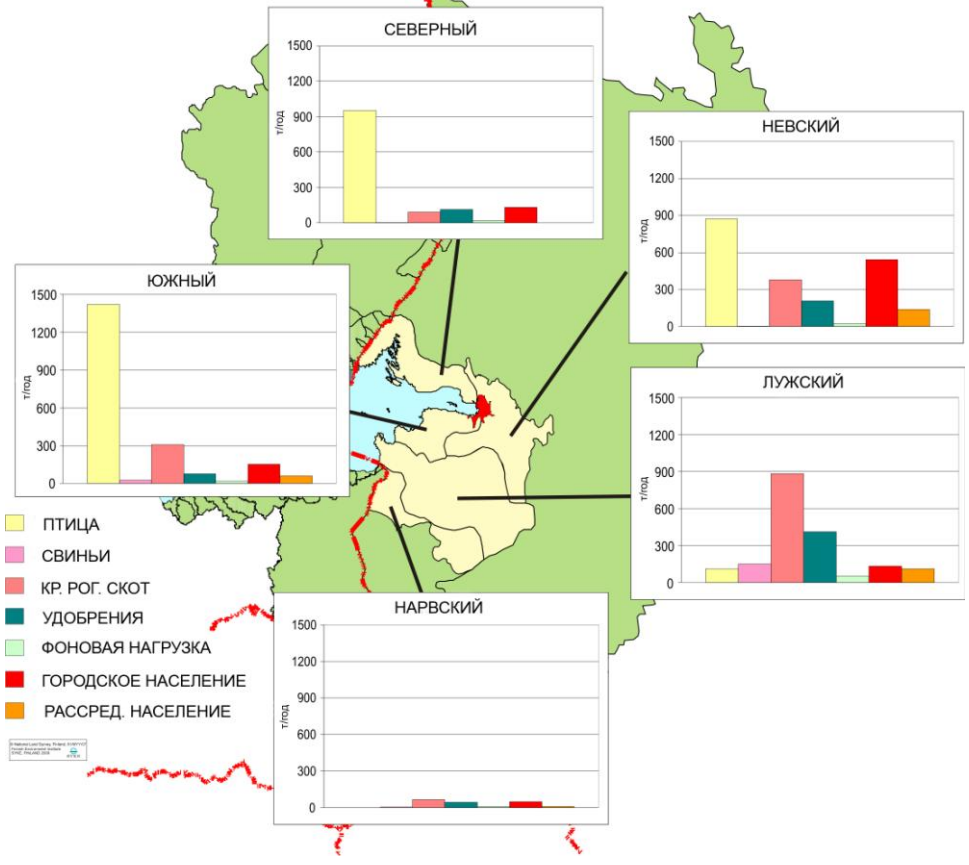 СЕВЕРНЫЙ
1500
1200
900
600
300
0
т/год
НЕВСКИЙ
1500
1200
900
600
300
0
т/год
ЮЖНЫЙ
1500
1200
900
600
300
0
т/год
ЛУЖСКИЙ
1500
1200
900
600
300
0
т/год
НАРВСКИЙ
1500
1200
900
600
300
0
т/год
ПТИЦА
СВИНЬИ
КР. РОГ. СКОТ
УДОБРЕНИЯ
ФОНОВАЯ НАГРУЗКА
ГОРОДСКОЕ НАСЕЛЕНИЕ
РАССРЕД. НАСЕЛЕНИЕ